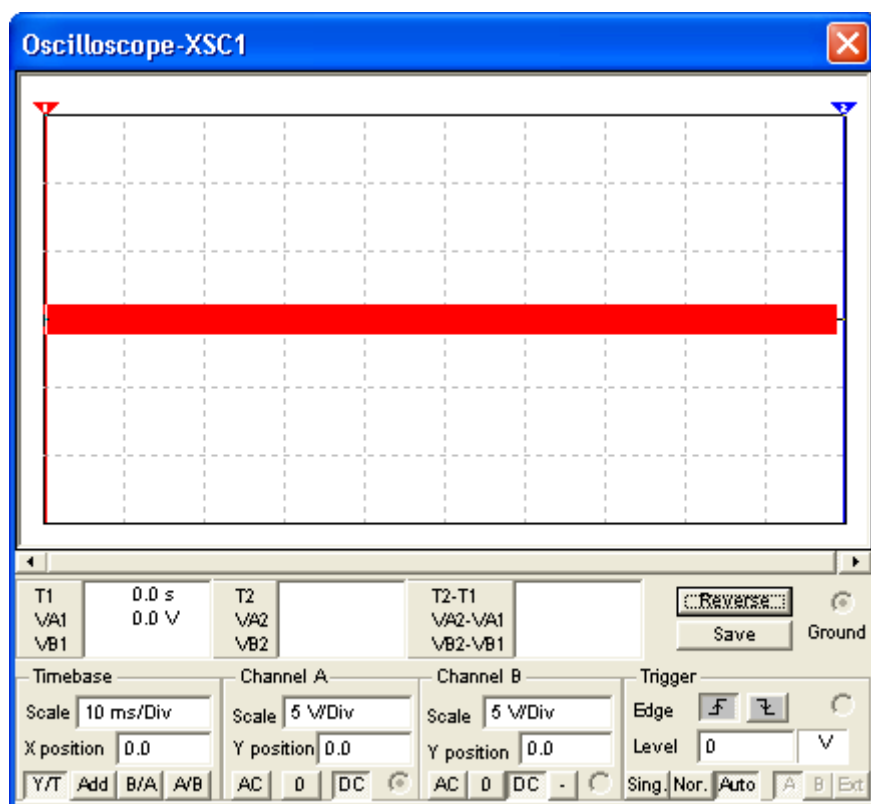 Oscilloscope-XSC1
1 2
T1 0.0 s T2 T2-T1 Reverse
VA1 0.0 V VA2 VA2-VA1
VB1 VB2 VB2-VB1 Save Ground
Timebase Channel A Channel B Trigger
Scale 10 ms/Div Scale 5 V/Div Scale 5 V/Div Edge
X position 0.0 Y position 0.0 Y position 0.0 Level 0 V
Y/T Add B/A A/B AC 0 DC AC 0 DC - Sing. Nor. Auto A B Ext